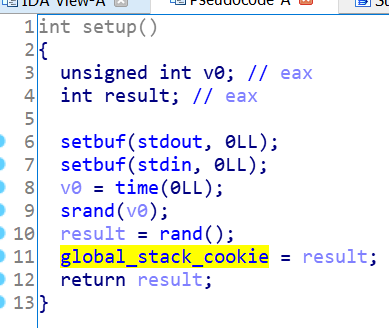 IDA View-A
Pseudocode-A
1 int setup()
2 {
3 unsigned int v0; // eax
4 int result; // eax
5
6 setbuf(stdout, 0LL);
7 setbuf(stdin, 0LL);
8 v0 = time(0LL);
9 srand(v0);
10 result = rand();
11 global_stack_cookie = result;
12 return result;
13 }